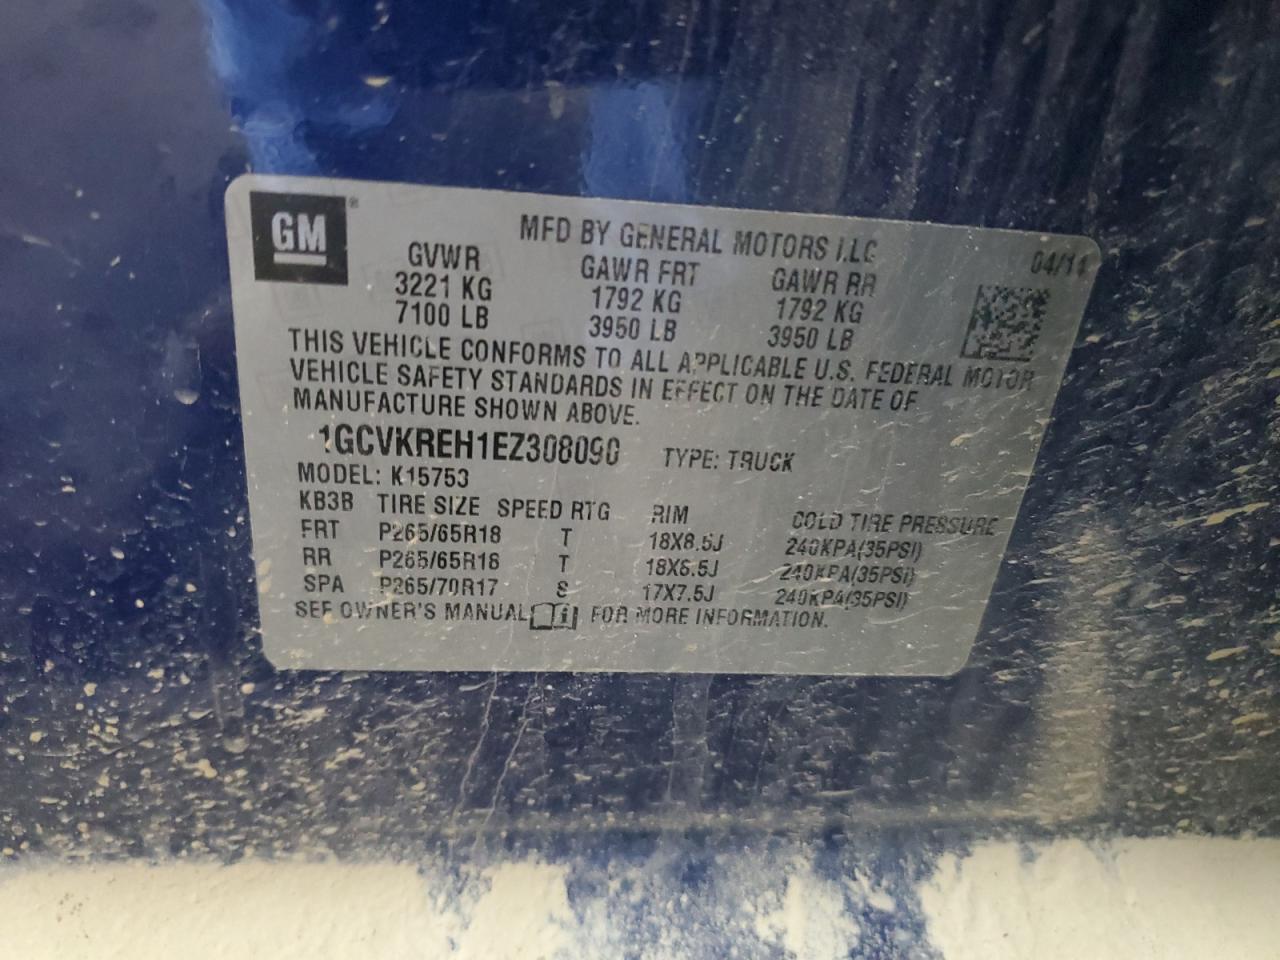 GM ®
MFD BY GENERAL MOTORS LLC
04/14
GVWR GAWR FRT GAWR RR
3221 KG 1792 KG 1792 KG
7100 LB 3950 LB 3950 LB
THIS VEHICLE CONFORMS TO ALL APPLICABLE U.S. FEDERAL MOTOR
VEHICLE SAFETY STANDARDS IN EFFECT ON THE DATE OF
MANUFACTURE SHOWN ABOVE.
1GCVKREH1EZ308090 TYPE: TRUCK
MODEL: K15753
KB3B TIRE SIZE SPEED RTG RIM COLD TIRE PRESSURE
FRT P265/65R18 T 18X8.5J 240KPA(35PSI)
RR P265/65R18 T 18X8.5J 240KPA(35PSI)
SPA P265/70R17 S 17X7.5J 240KPA(35PSI)
SEE OWNER'S MANUAL FOR MORE INFORMATION.